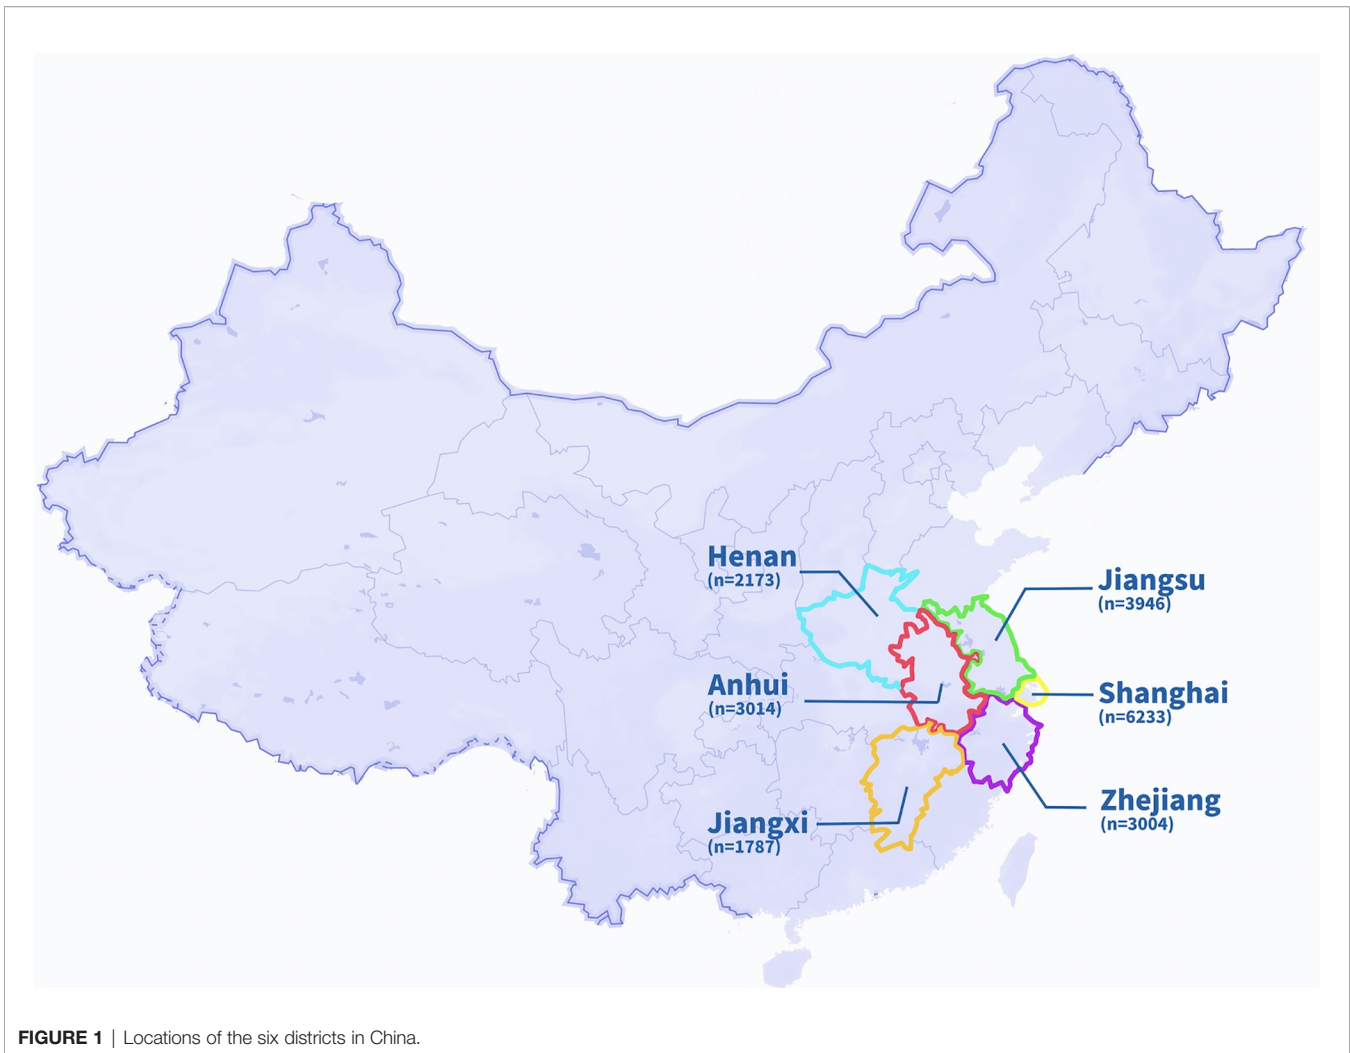 Henan
(n=2173)
Jiangsu
(n=3946)
Anhui
(n=3014)
Shanghai
(n=6233)
Zhejiang
(n=3004)
Jiangxi
(n=1787)
FIGURE 1 | Locations of the six districts in China.